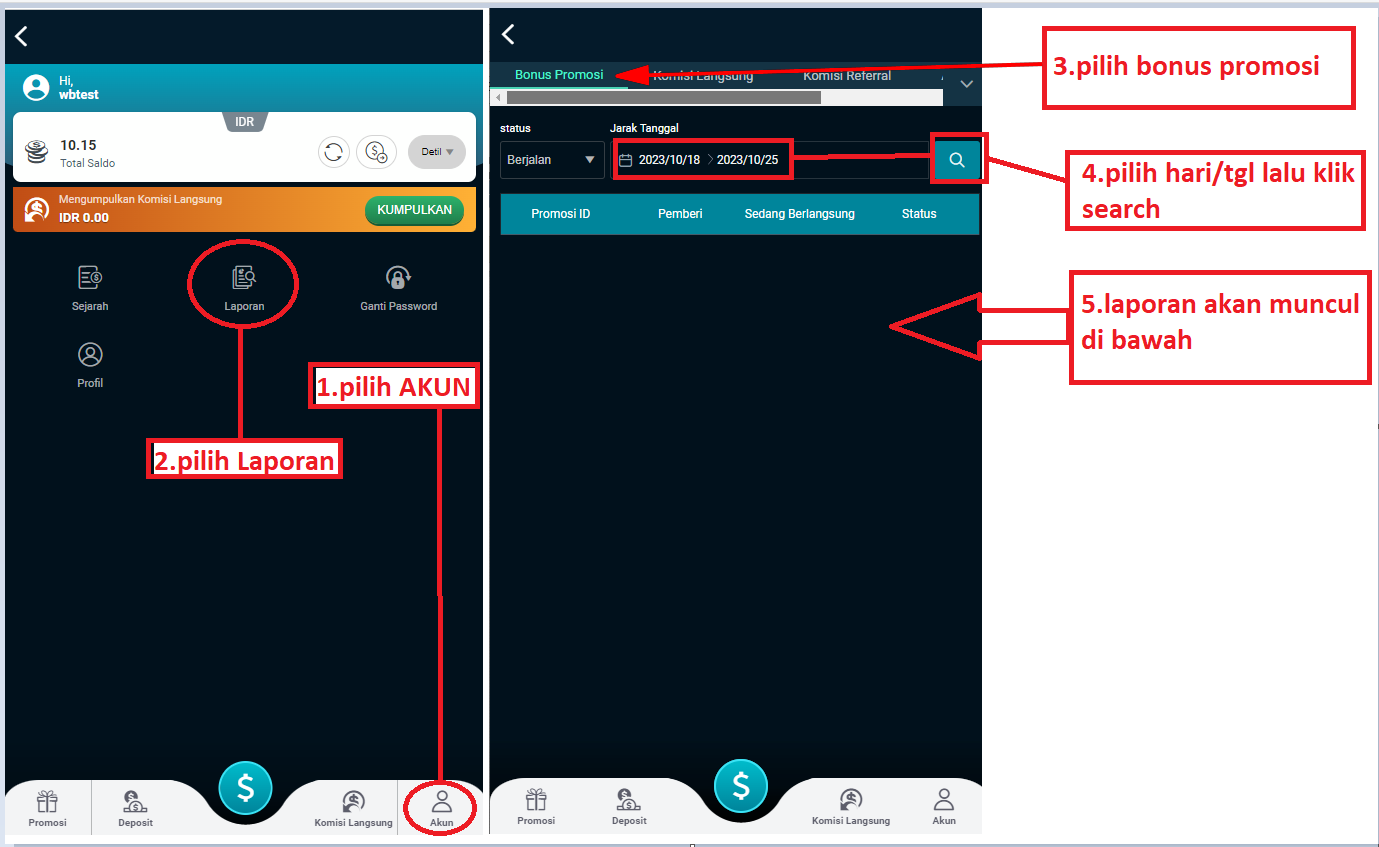 Hi,
wbtest
IDR
10.15
Total Saldo
Detil
Mengumpulkan Komisi Langsung
IDR 0.00
KUMPULKAN
Sejarah
Laporan
Ganti Password
Profil
1.pilih AKUN
2.pilih Laporan
Promosi
Deposit
$
Komisi Langsung
Akun
Bonus Promosi
Komisi Langsung
Komisi Referral
status
Jarak Tanggal
Berjalan
2023/10/18 > 2023/10/25
Promosi ID
Pemberi
Sedang Berlangsung
Status
Promosi
Deposit
$
Komisi Langsung
Akun
3.pilih bonus promosi
4.pilih hari/tgl lalu klik
search
5.laporan akan muncul
di bawah